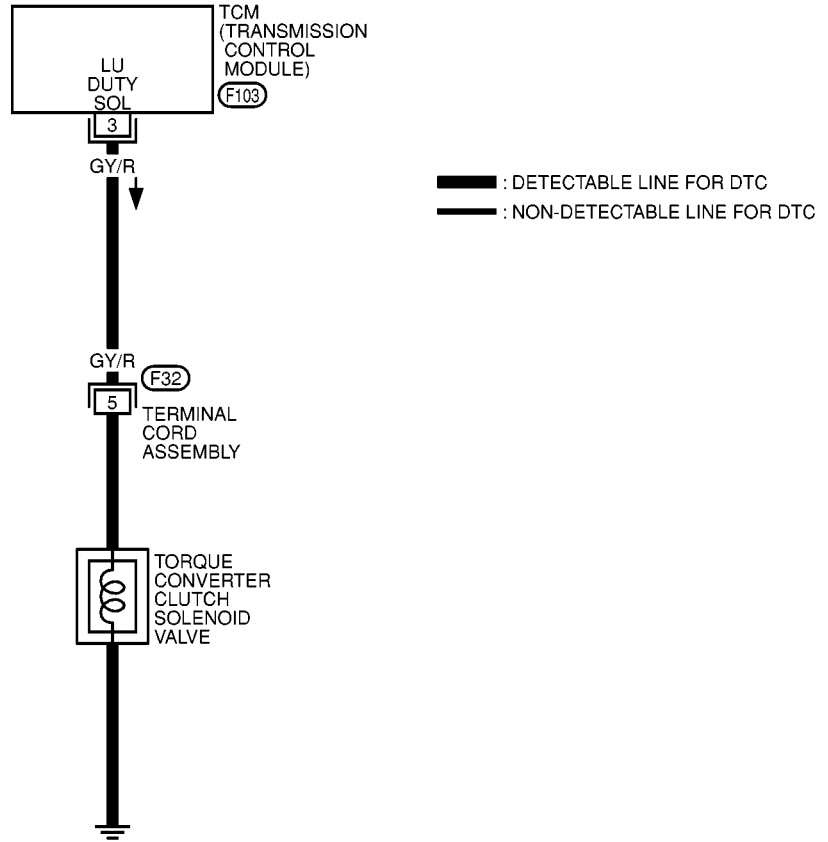 TCM
(TRANSMISSION
CONTROL
MODULE)
F103
LU
DUTY
SOL
3
GY/R
: DETECTABLE LINE FOR DTC
: NON-DETECTABLE LINE FOR DTC
GY/R
F32
5
TERMINAL
CORD
ASSEMBLY
TORQUE
CONVERTER
CLUTCH
SOLENOID
VALVE